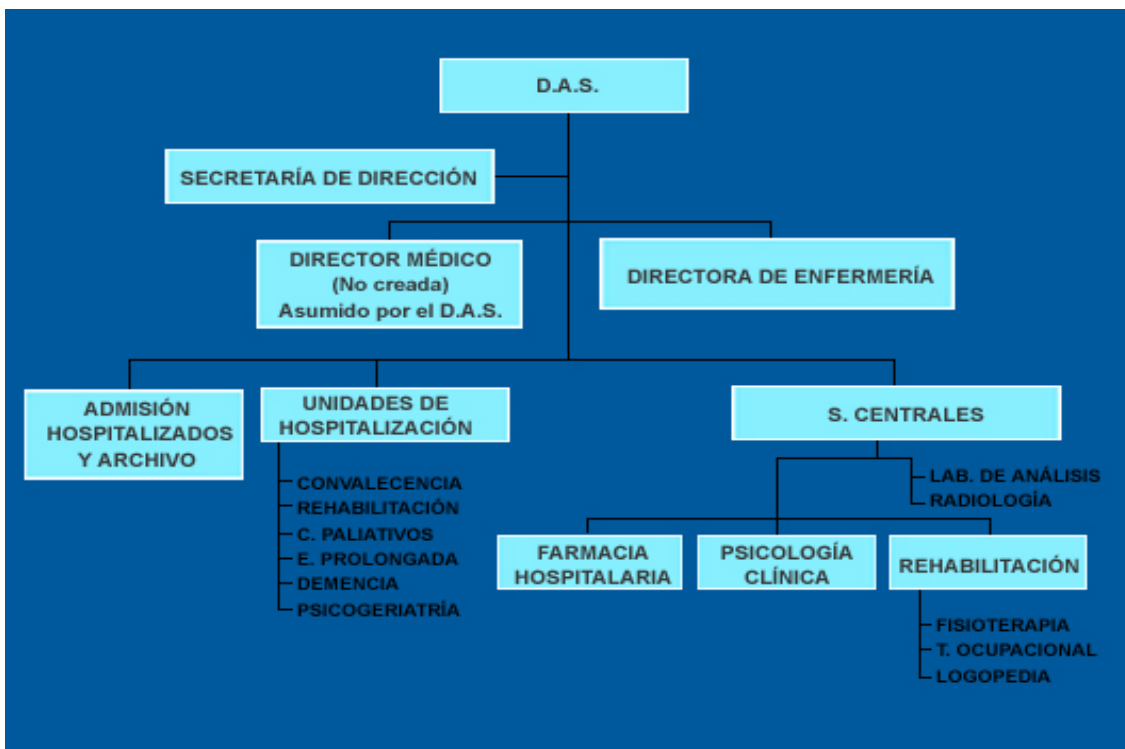 D.A.S.
SECRETARÍA DE DIRECCIÓN
DIRECTOR MÉDICO
(No creada)
Asumido por el D.A.S.
DIRECTORA DE ENFERMERÍA
ADMISIÓN
HOSPITALIZADOS
Y ARCHIVO
UNIDADES DE
HOSPITALIZACIÓN
CONVALECENCIA
REHABILITACIÓN
C. PALIATIVOS
E. PROLONGADA
DEMENCIA
PSICOGERIATRÍA
S. CENTRALES
LAB. DE ANÁLISIS
RADIOLOGÍA
FARMACIA
HOSPITALARIA
PSICOLOGÍA
CLÍNICA
REHABILITACIÓN
FISIOTERAPIA
T. OCUPACIONAL
LOGOPEDIA